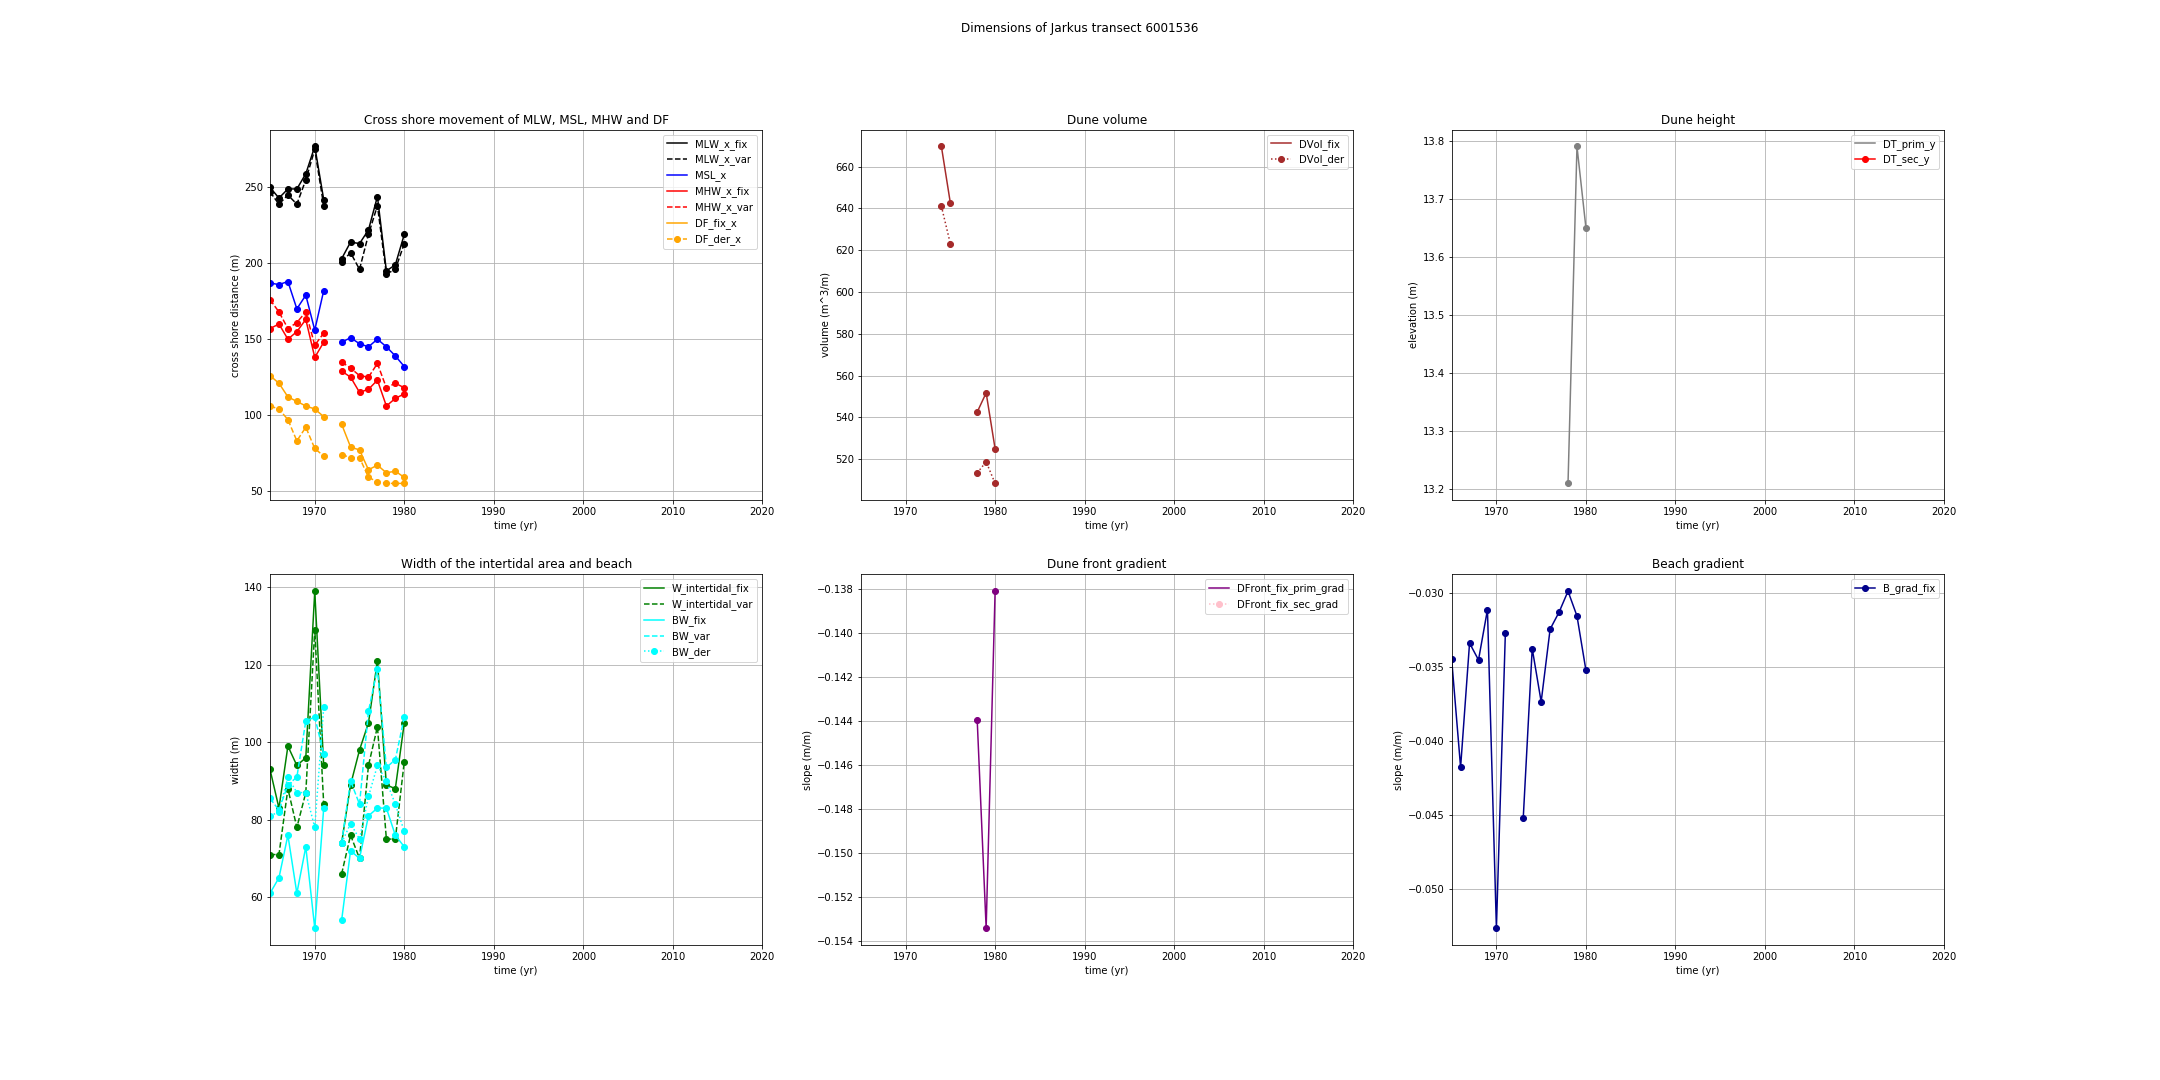 Dimensions of Jarkus transect 6001536
Cross shore movement of MLW, MSL, MHW and DF
cross shore distance (m)
250
200
150
100
50
MLW_x_fix
MLW_x_var
MSL_x
MHW_x_fix
MHW_x_var
DF_fix_x
DF_der_x
1970 1980 1990 2000 2010 2020
time (yr)
Dune volume
volume (m^3/m)
660
640
620
600
580
560
540
520
DVol_fix
DVol_der
1970 1980 1990 2000 2010 2020
time (yr)
Dune height
elevation (m)
13.8
13.7
13.6
13.5
13.4
13.3
13.2
DT_prim_y
DT_sec_y
1970 1980 1990 2000 2010 2020
time (yr)
Width of the intertidal area and beach
width (m)
140
120
100
80
60
W_intertidal_fix
W_intertidal_var
BW_fix
BW_var
BW_der
1970 1980 1990 2000 2010 2020
time (yr)
Dune front gradient
slope (m/m)
−0.138
−0.140
−0.142
−0.144
−0.146
−0.148
−0.150
−0.152
−0.154
DFront_fix_prim_grad
DFront_fix_sec_grad
1970 1980 1990 2000 2010 2020
time (yr)
Beach gradient
slope (m/m)
−0.030
−0.035
−0.040
−0.045
−0.050
B_grad_fix
1970 1980 1990 2000 2010 2020
time (yr)